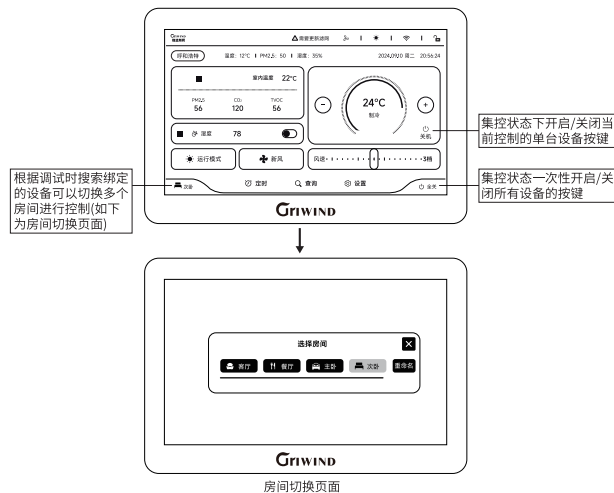 GRIWIND
需要更新滤网
呼和浩特
温度: 12°C | PM2.5: 50 | 湿度: 35%
2024.09.10 周二 20:56:24
室内温度 22°C
PM2.5 CO₂ TVOC
56 120 56
湿度 78
运行模式
新风
24°C
制冷
关机
风速
3档
次卧
定时
查询
设置
全关
GRIWIND
集控状态下开启/关闭当
前控制的单台设备按键
集控状态一次性开启/关
闭所有设备的按键
根据调试时搜索绑定
的设备可以切换多个
房间进行控制(如下
为房间切换页面)
选择房间
客厅 餐厅 主卧 次卧 重命名
GRIWIND
房间切换页面